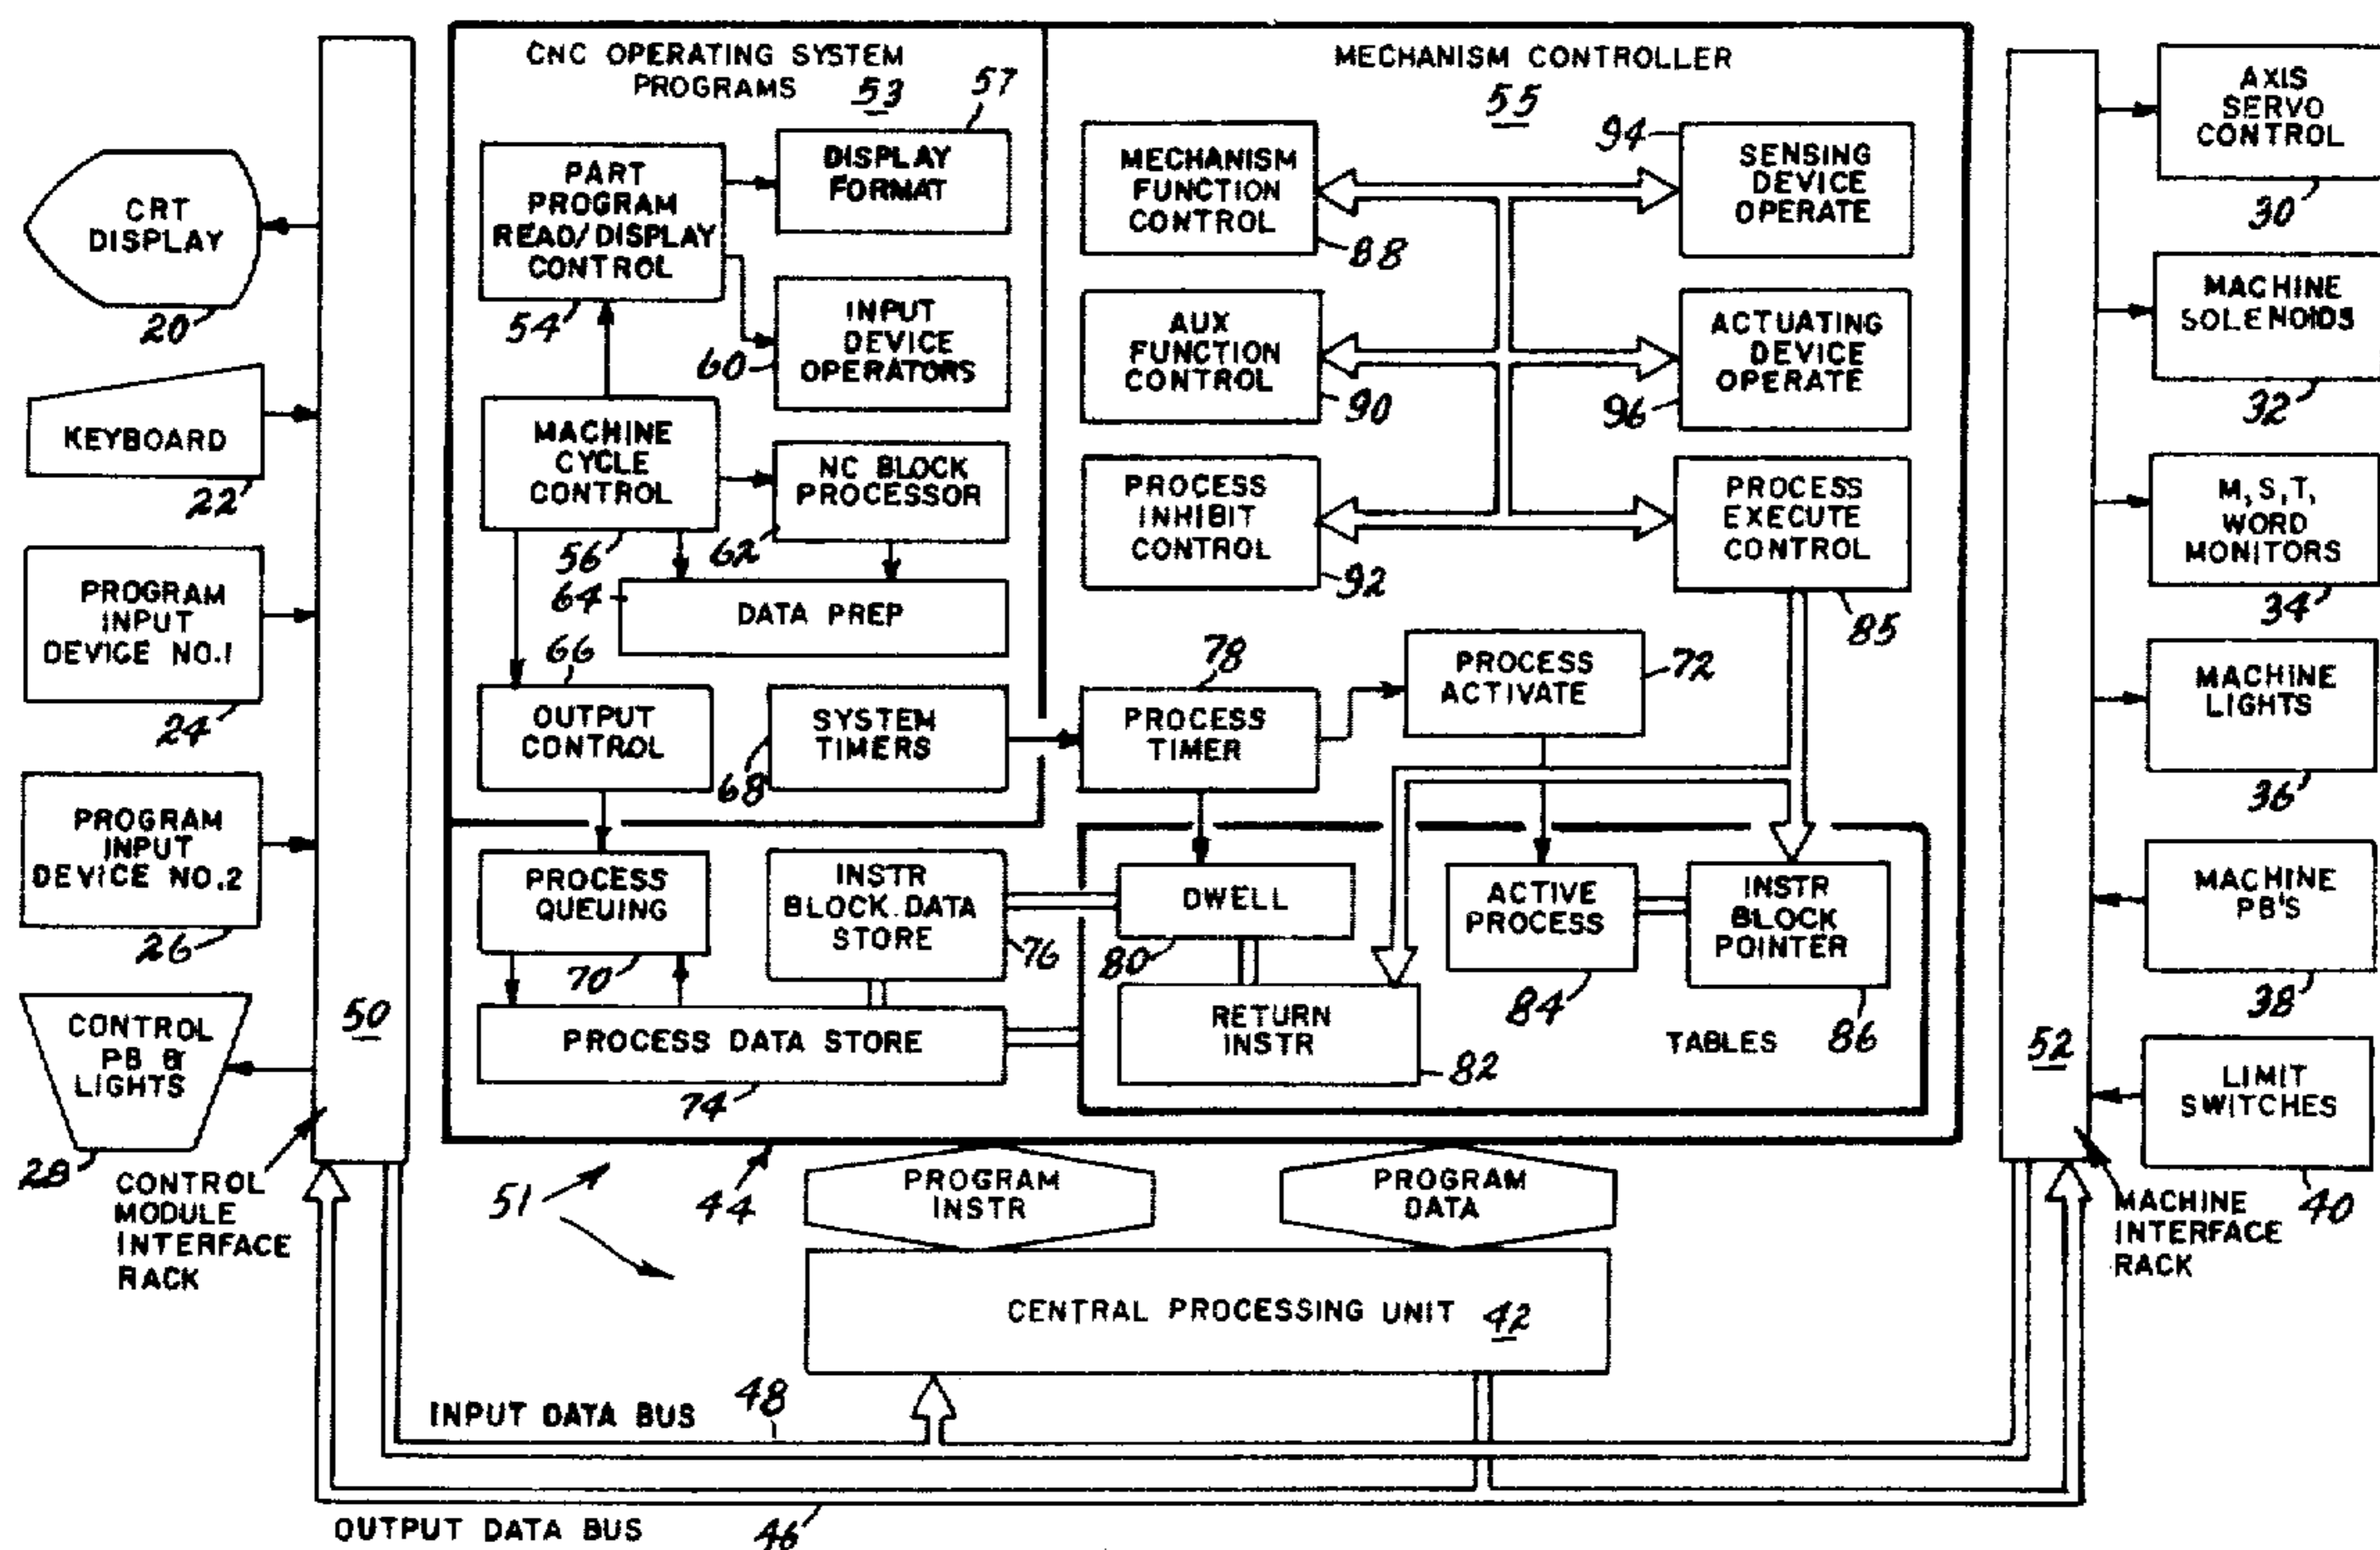 CNC OPERATING SYSTEM
PROGRAMS 53
57
MECHANISM CONTROLLER
55
CRT
DISPLAY
20
KEYBOARD
22
PROGRAM
INPUT
DEVICE NO.1
24
PROGRAM
INPUT
DEVICE NO.2
26
CONTROL
PB &
LIGHTS
28
50
CONTROL
MODULE
INTERFACE
RACK
PART
PROGRAM
READ/DISPLAY
CONTROL
54
DISPLAY
FORMAT
INPUT
DEVICE
OPERATORS
60
MACHINE
CYCLE
CONTROL
56
NC BLOCK
PROCESSOR
62
64
DATA PREP
66
OUTPUT
CONTROL
SYSTEM
TIMERS
68
PROCESS
QUEUING
70
INSTR
BLOCK DATA
STORE
76
PROCESS DATA STORE
74
MECHANISM
FUNCTION
CONTROL
88
94
SENSING
DEVICE
OPERATE
AUX
FUNCTION
CONTROL
90
ACTUATING
DEVICE
OPERATE
96
PROCESS
INHIBIT
CONTROL
92
PROCESS
EXECUTE
CONTROL
85
78
PROCESS
TIMER
PROCESS
ACTIVATE
72
DWELL
80
ACTIVE
PROCESS
84
INSTR
BLOCK
POINTER
86
RETURN
INSTR
82
TABLES
52
AXIS
SERVO
CONTROL
30
MACHINE
SOLENOIDS
32
M,S,T,
WORD
MONITORS
34
MACHINE
LIGHTS
36
MACHINE
PB'S
38
LIMIT
SWITCHES
40
MACHINE
INTERFACE
RACK
51
44
PROGRAM
INSTR
PROGRAM
DATA
CENTRAL PROCESSING UNIT 42
INPUT DATA BUS
48
OUTPUT DATA BUS
46